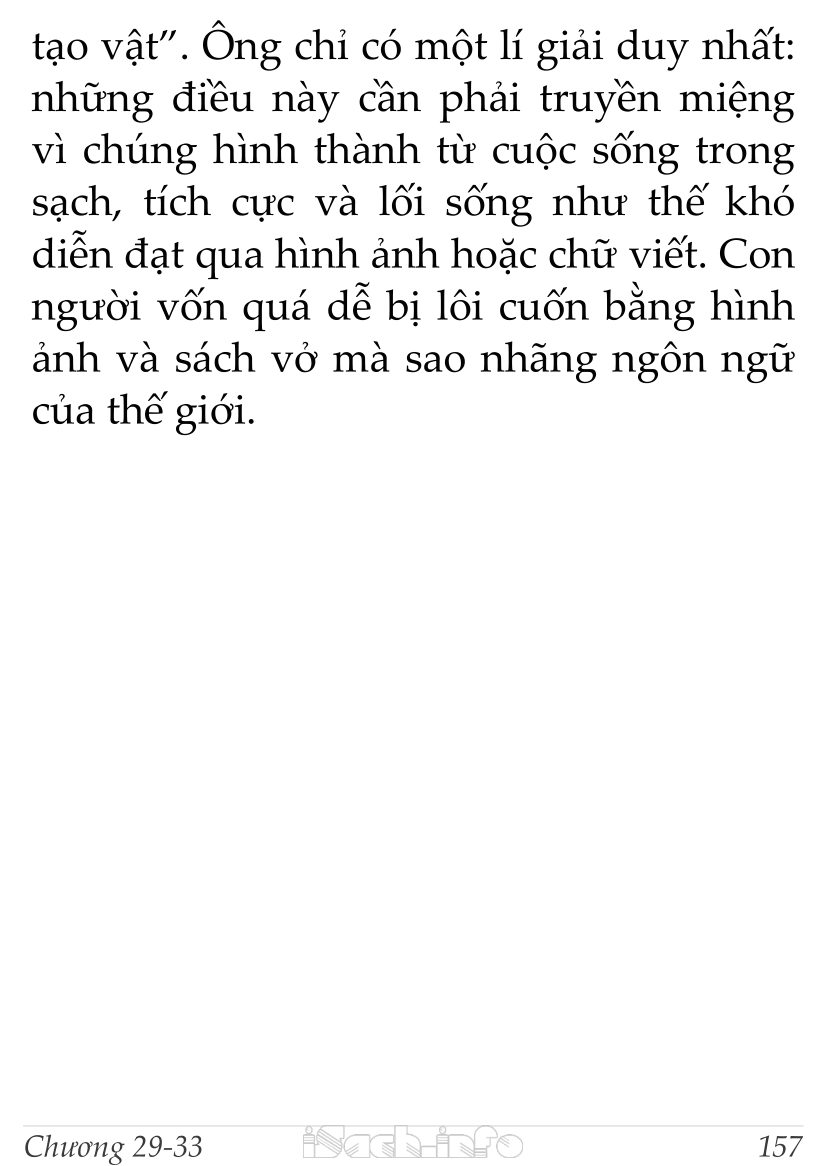 tạo vật”. Ông chỉ có một lí giải duy nhất:
những điều này cần phải truyền miệng
vì chúng hình thành từ cuộc sống trong
sạch, tích cực và lối sống như thế khó
diễn đạt qua hình ảnh hoặc chữ viết. Con
người vốn quá dễ bị lôi cuốn bằng hình
ảnh và sách vở mà sao nhãng ngôn ngữ
của thế giới.
Chương 29-33 iSach-info 157